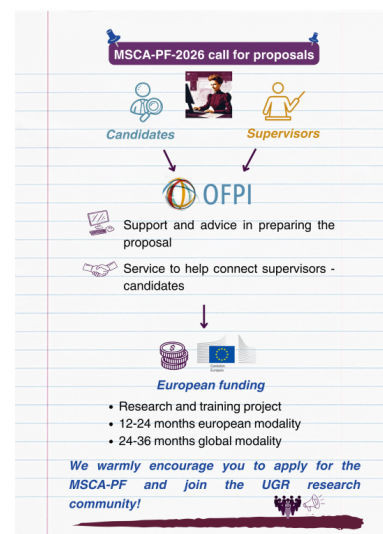 MSCA-PF-2026 call for proposals
Candidates
Supervisors
OFPI
Support and advice in preparing the
proposal
Service to help connect supervisors -
candidates
European funding
• Research and training project
• 12-24 months european modality
• 24-36 months global modality
We warmly encourage you to apply for the
MSCA-PF and join the UGR research
community!